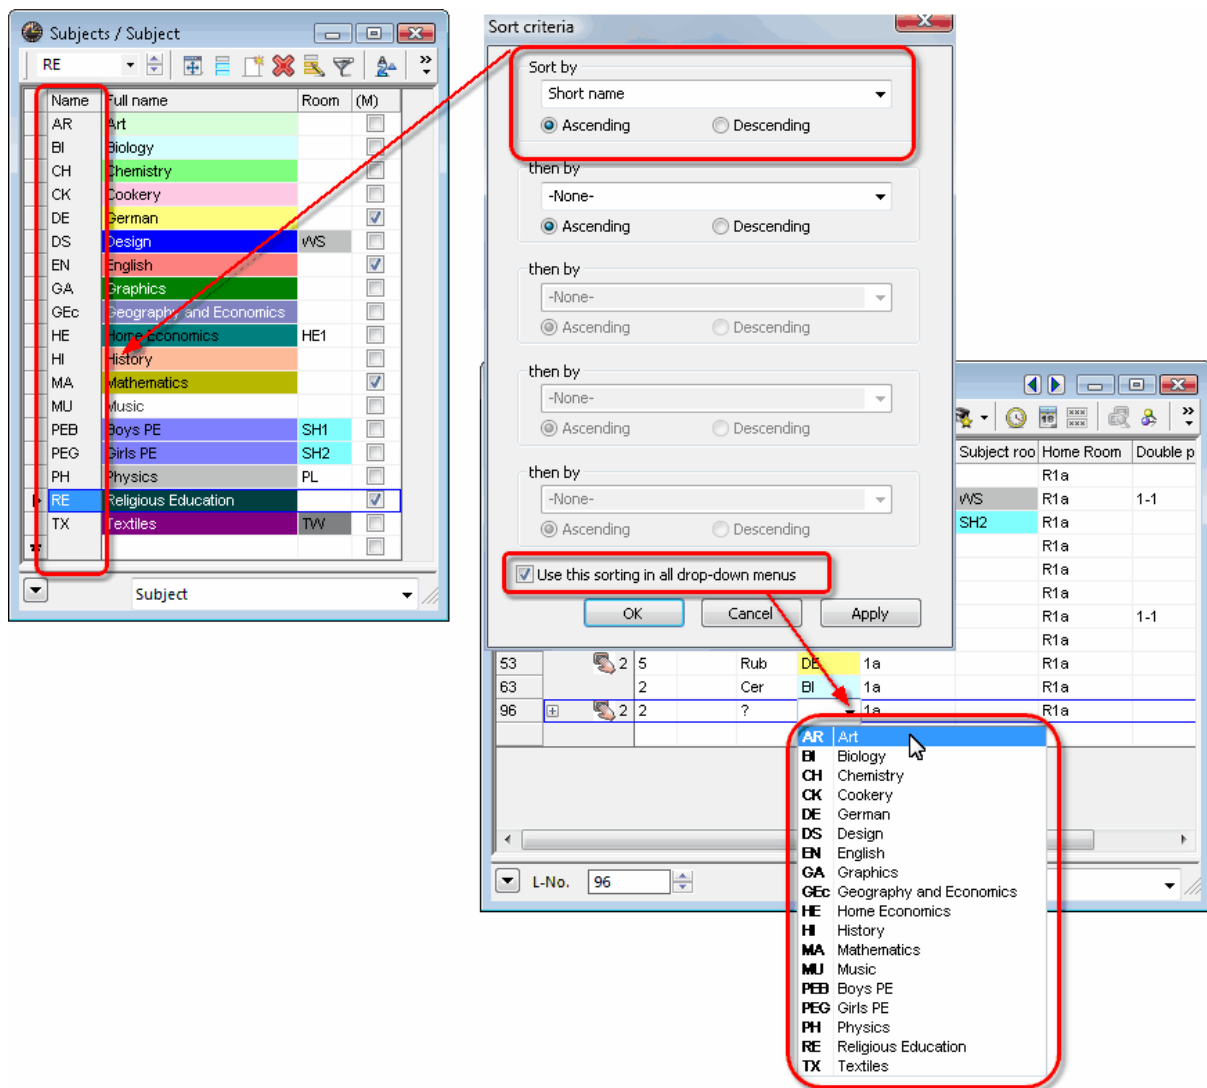 Subjects / Subject
RE
Name Full name Room (M)
AR Art
BI Biology
CH Chemistry
CK Cookery
DE German
DS Design WS
EN English
GA Graphics
GEc Geography and Economics
HE Home Economics HE1
HI History
MA Mathematics
MU Music
PEB Boys PE SH1
PEG Girls PE SH2
PH Physics PL
RE Religious Education
TX Textiles TW
Subject
Sort criteria
Sort by
Short name
Ascending Descending
then by
-None-
Ascending Descending
then by
-None-
Ascending Descending
then by
-None-
Ascending Descending
then by
-None-
Ascending Descending
Use this sorting in all drop-down menus
OK Cancel Apply
Subject roo Home Room Double p
R1a
WS R1a 1-1
SH2 R1a
R1a
R1a
R1a
R1a 1-1
R1a
53 2 5 Rub DE 1a R1a
63 2 Cer BI 1a R1a
96 2 2 ? 1a R1a
AR Art
BI Biology
CH Chemistry
CK Cookery
DE German
DS Design
EN English
GA Graphics
GEc Geography and Economics
HE Home Economics
HI History
MA Mathematics
MU Music
PEB Boys PE
PEG Girls PE
PH Physics
RE Religious Education
TX Textiles
L-No. 96